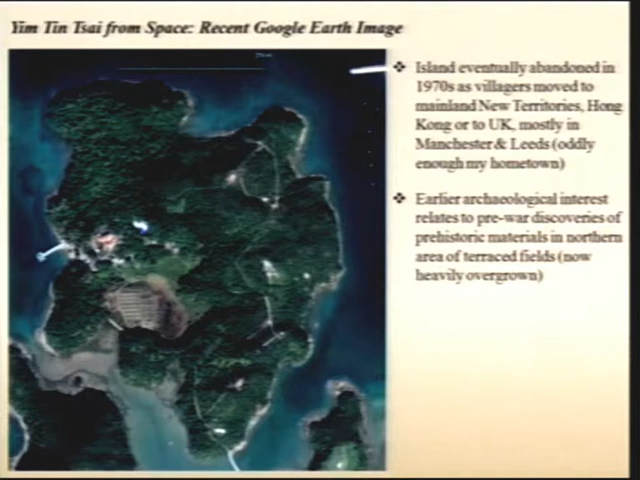 Yim Tin Tsai from Space: Recent Google Earth Image
❖ Island eventually abandoned in
1970s as villagers moved to
mainland New Territories, Hong
Kong or to UK, mostly in
Manchester & Leeds (oddly
enough my hometown)
❖ Earlier archaeological interest
relates to pre-war discoveries of
prehistoric materials in northern
area of terraced fields (now
heavily overgrown)